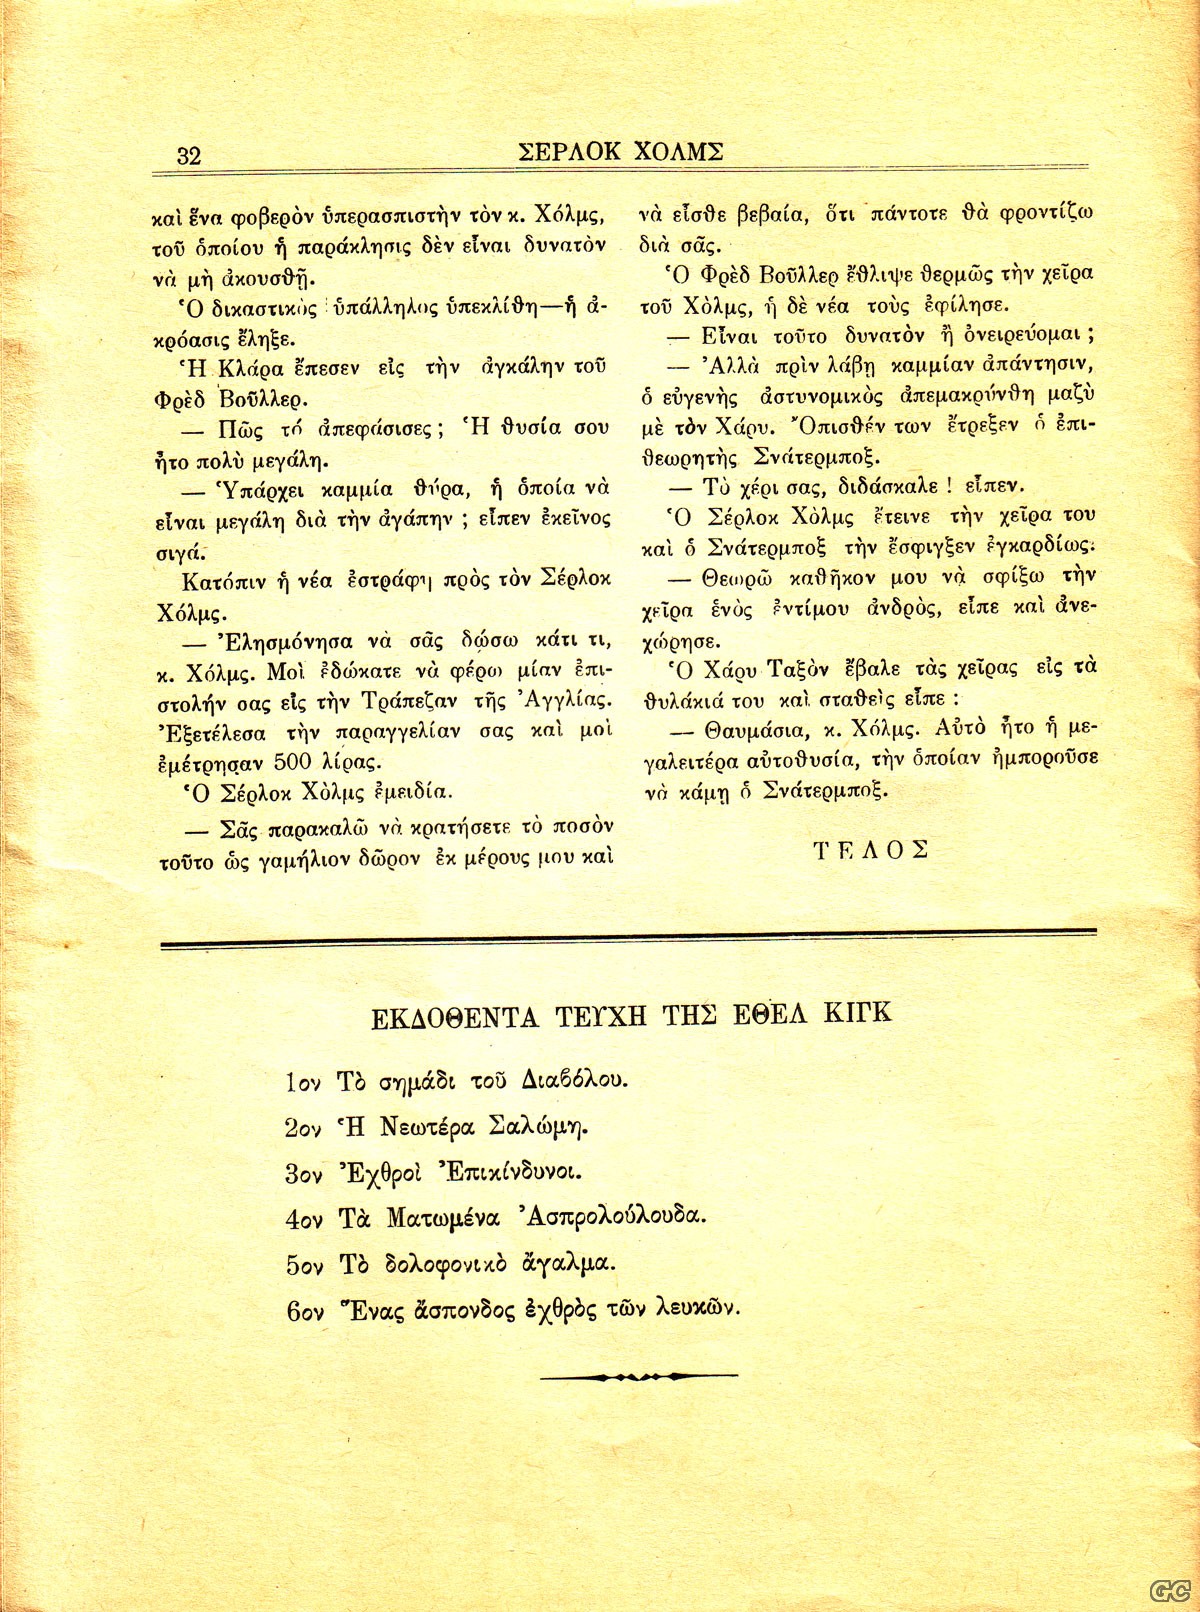 32
ΣΕΡΛΟΚ ΧΟΛΜΣ
καὶ ἕνα φοβερὸν ὑπερασπιστὴν τὸν κ. Χόλμς,
τοῦ ὁποίου ἡ παράκλησις δὲν εἶναι δυνατὸν
νὰ μὴ ἀκουσθῇ.
Ὁ δικαστικὸς ὑπάλληλος ὑπεκλίθη—ἡ ἀ-
κρόασις ἔληξε.
Ἡ Κλάρα ἔπεσεν εἰς τὴν ἀγκάλην τοῦ
Φρὲδ Βοῦλλερ.
— Πῶς τό ἀπεφάσισες; Ἡ θυσία σου
ἦτο πολὺ μεγάλη.
— Ὑπάρχει καμμία θύρα, ἡ ὁποία νὰ
εἶναι μεγάλη διὰ τὴν ἀγάπην; εἶπεν ἐκεῖνος
σιγά.
Κατόπιν ἡ νέα ἐστράφη πρὸς τὸν Σέρλοκ
Χόλμς.
— Ἐλησμόνησα νὰ σᾶς δώσω κάτι τι,
κ. Χόλμς. Μοὶ ἐδώκατε νὰ φέρω μίαν ἐπι-
στολήν σας εἰς τὴν Τράπεζαν τῆς Ἀγγλίας.
Ἐξετέλεσα τὴν παραγγελίαν σας καὶ μοὶ
ἐμέτρησαν 500 λίρας.
Ὁ Σέρλοκ Χὸλμς ἐμειδία.
— Σᾶς παρακαλῶ νὰ κρατήσετε τὸ ποσὸν
τοῦτο ὡς γαμήλιον δῶρον ἐκ μέρους μου καὶ
νὰ εἶσθε βεβαία, ὅτι πάντοτε θὰ φροντίζω
διὰ σᾶς.
Ὁ Φρὲδ Βοῦλλερ ἔθλιψε θερμῶς τὴν χεῖρα
τοῦ Χὸλμς, ἡ δὲ νέα τοὺς ἐφίλησε.
— Εἶναι τοῦτο δυνατὸν ἢ ὀνειρεύομαι;
— Ἀλλὰ πρὶν λάβῃ καμμίαν ἀπάντησιν,
ὁ εὐγενὴς ἀστυνομικὸς ἀπεμακρύνθη μαζὺ
μὲ τὸν Χάρυ. Ὄπισθέν των ἔτρεξεν ὁ ἐπι-
θεωρητὴς Σνάτερμποξ.
— Τὸ χέρι σας, διδάσκαλε! εἶπεν.
Ὁ Σέρλοκ Χὸλμς ἔτεινε τὴν χεῖρα του
καὶ ὁ Σνάτερμποξ τὴν ἔσφιγξεν ἐγκαρδίως.
— Θεωρῶ καθῆκον μου νὰ σφίξω τὴν
χεῖρα ἑνὸς ἐντίμου ἀνδρὸς, εἶπε καὶ ἀνε-
χώρησε.
Ὁ Χάρυ Ταξὸν ἔβαλε τὰς χεῖρας εἰς τὰ
θυλάκιά του καὶ σταθεὶς εἶπε:
— Θαυμάσια, κ. Χόλμς. Αὐτὸ ἦτο ἡ με-
γαλειτέρα αὐτοθυσία, τὴν ὁποίαν ἠμποροῦσε
νὰ κάμῃ ὁ Σνάτερμποξ.
ΤΕΛΟΣ
ΕΚΔΟΘΕΝΤΑ ΤΕΥΧΗ ΤΗΣ ΕΘΕΛ ΚΙΓΚ
1ον Τὸ σημάδι τοῦ Διαβόλου.
2ον Ἡ Νεωτέρα Σαλώμη.
3ον Ἐχθροὶ Ἐπικίνδυνοι.
4ον Τὰ Ματωμένα Ἀσπρολούλουδα.
5ον Τὸ δολοφονικὸ ἄγαλμα.
6ον Ἕνας ἄσπονδος ἐχθρὸς τῶν λευκῶν.
GC